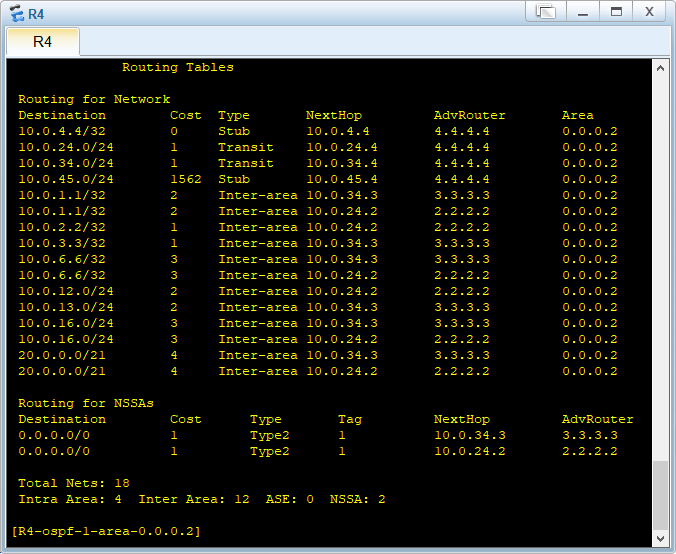 R4
R4
Routing Tables
Routing for Network
Destination Cost Type NextHop AdvRouter Area
10.0.4.4/32 0 Stub 10.0.4.4 4.4.4.4 0.0.0.2
10.0.24.0/24 1 Transit 10.0.24.4 4.4.4.4 0.0.0.2
10.0.34.0/24 1 Transit 10.0.34.4 4.4.4.4 0.0.0.2
10.0.45.0/24 1562 Stub 10.0.45.4 4.4.4.4 0.0.0.2
10.0.1.1/32 2 Inter-area 10.0.34.3 3.3.3.3 0.0.0.2
10.0.1.1/32 2 Inter-area 10.0.24.2 2.2.2.2 0.0.0.2
10.0.2.2/32 1 Inter-area 10.0.24.2 2.2.2.2 0.0.0.2
10.0.3.3/32 1 Inter-area 10.0.34.3 3.3.3.3 0.0.0.2
10.0.6.6/32 3 Inter-area 10.0.34.3 3.3.3.3 0.0.0.2
10.0.6.6/32 3 Inter-area 10.0.24.2 2.2.2.2 0.0.0.2
10.0.12.0/24 2 Inter-area 10.0.24.2 2.2.2.2 0.0.0.2
10.0.13.0/24 2 Inter-area 10.0.34.3 3.3.3.3 0.0.0.2
10.0.16.0/24 3 Inter-area 10.0.34.3 3.3.3.3 0.0.0.2
10.0.16.0/24 3 Inter-area 10.0.24.2 2.2.2.2 0.0.0.2
20.0.0.0/21 4 Inter-area 10.0.34.3 3.3.3.3 0.0.0.2
20.0.0.0/21 4 Inter-area 10.0.24.2 2.2.2.2 0.0.0.2
Routing for NSSAs
Destination Cost Type Tag NextHop AdvRouter
0.0.0.0/0 1 Type2 1 10.0.34.3 3.3.3.3
0.0.0.0/0 1 Type2 1 10.0.24.2 2.2.2.2
Total Nets: 18
Intra Area: 4 Inter Area: 12 ASE: 0 NSSA: 2
[R4-ospf-1-area-0.0.0.2]